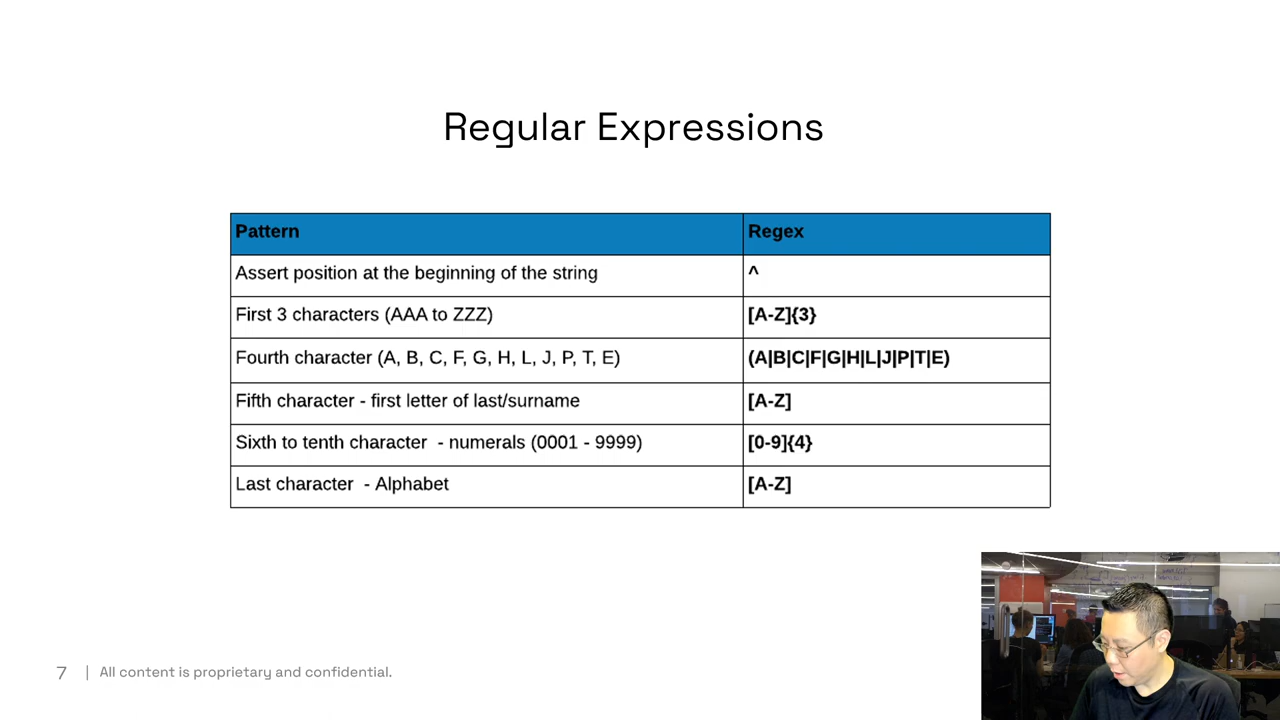 Regular Expressions
Pattern Regex
Assert position at the beginning of the string ^
First 3 characters (AAA to ZZZ) [A-Z]{3}
Fourth character (A, B, C, F, G, H, L, J, P, T, E) (A|B|C|F|G|H|L|J|P|T|E)
Fifth character - first letter of last/surname [A-Z]
Sixth to tenth character  - numerals (0001 - 9999) [0-9]{4}
Last character  - Alphabet [A-Z]
7 | All content is proprietary and confidential.